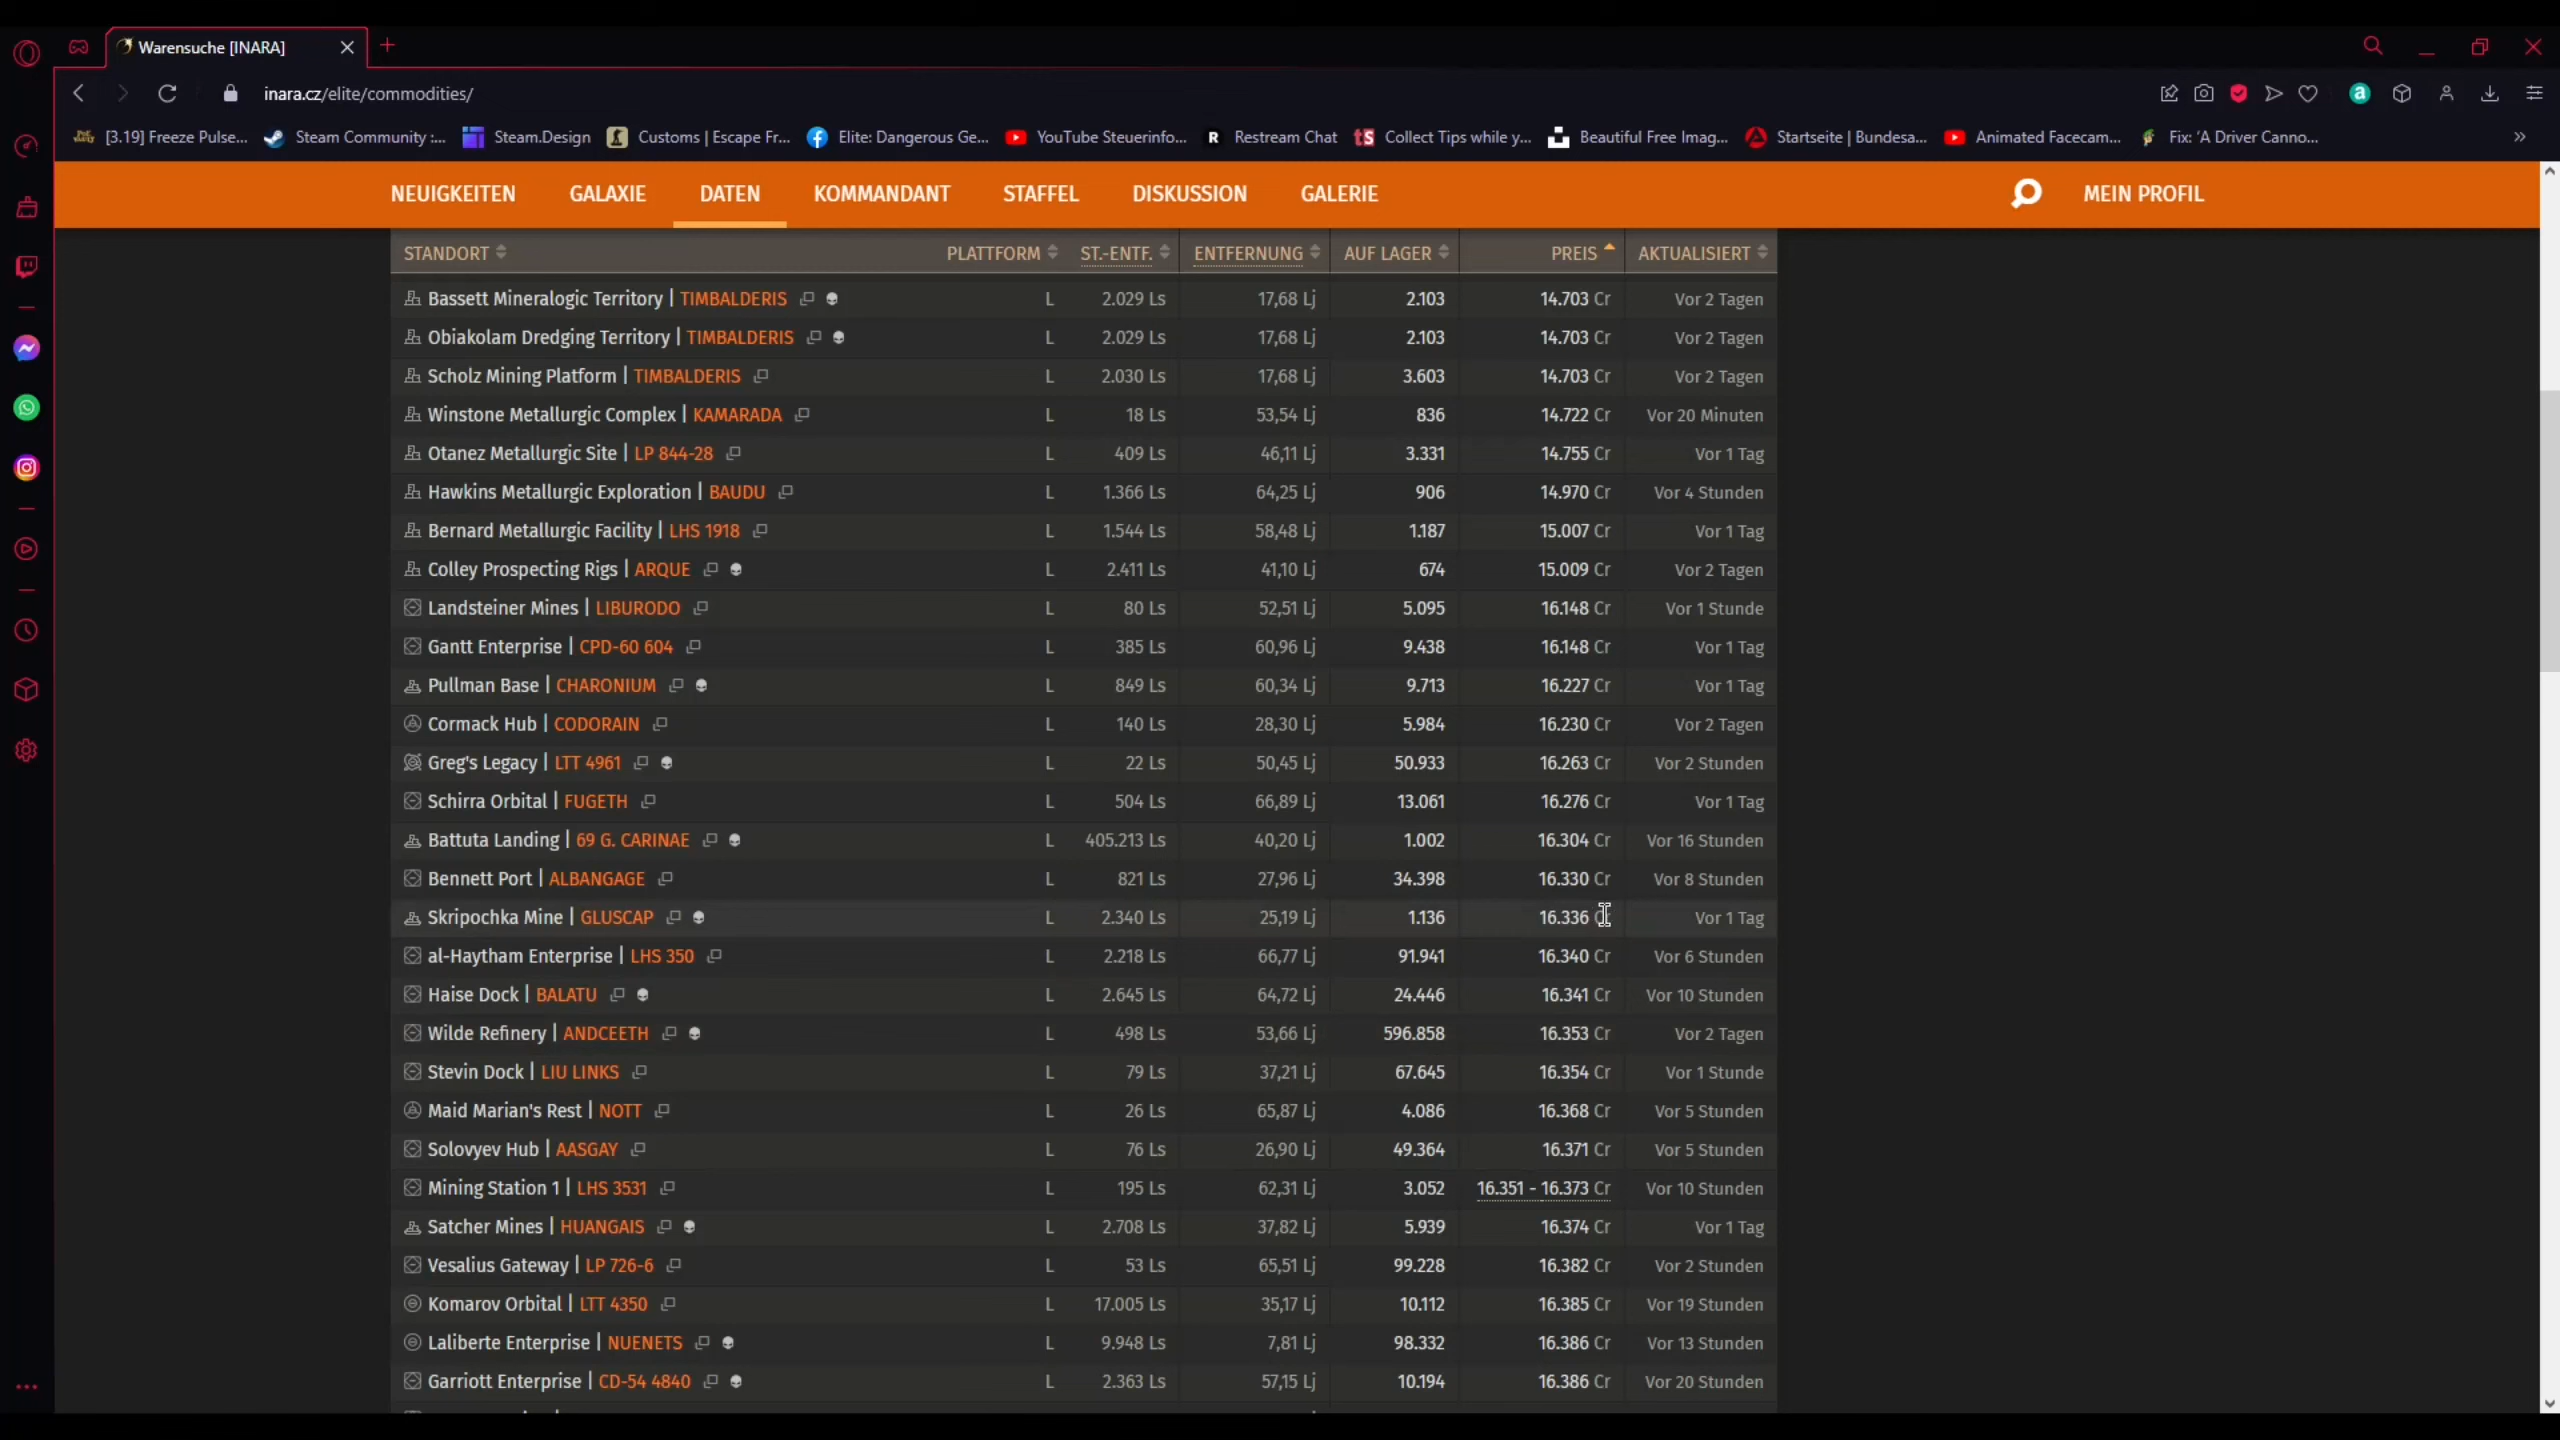 Warensuche [INARA]
inara.cz/elite/commodities/
[3.19] Freeze Pulse... Steam Community :... Steam.Design Customs | Escape Fr... Elite: Dangerous Ge... YouTube Steuerinfo... Restream Chat Collect Tips while y... Beautiful Free Imag... Startseite | Bundesa... Animated Facecam... Fix: 'A Driver Canno...
NEUIGKEITEN GALAXIE DATEN KOMMANDANT STAFFEL DISKUSSION GALERIE MEIN PROFIL
STANDORT PLATTFORM ST.-ENTF. ENTFERNUNG AUF LAGER PREIS AKTUALISIERT
Bassett Mineralogic Territory | TIMBALDERIS L 2.029 Ls 17,68 Lj 2.103 14.703 Cr Vor 2 Tagen
Obiakolam Dredging Territory | TIMBALDERIS L 2.029 Ls 17,68 Lj 2.103 14.703 Cr Vor 2 Tagen
Scholz Mining Platform | TIMBALDERIS L 2.030 Ls 17,68 Lj 3.603 14.703 Cr Vor 2 Tagen
Winstone Metallurgic Complex | KAMARADA L 18 Ls 53,54 Lj 836 14.722 Cr Vor 20 Minuten
Otanez Metallurgic Site | LP 844-28 L 409 Ls 46,11 Lj 3.331 14.755 Cr Vor 1 Tag
Hawkins Metallurgic Exploration | BAUDU L 1.366 Ls 64,25 Lj 906 14.970 Cr Vor 4 Stunden
Bernard Metallurgic Facility | LHS 1918 L 1.544 Ls 58,48 Lj 1.187 15.007 Cr Vor 1 Tag
Colley Prospecting Rigs | ARQUE L 2.411 Ls 41,10 Lj 674 15.009 Cr Vor 2 Tagen
Landsteiner Mines | LIBURODO L 80 Ls 52,51 Lj 5.095 16.148 Cr Vor 1 Stunde
Gantt Enterprise | CPD-60 604 L 385 Ls 60,96 Lj 9.438 16.148 Cr Vor 1 Tag
Pullman Base | CHARONIUM L 849 Ls 60,34 Lj 9.713 16.227 Cr Vor 1 Tag
Cormack Hub | CODORAIN L 140 Ls 28,30 Lj 5.984 16.230 Cr Vor 2 Tagen
Greg's Legacy | LTT 4961 L 22 Ls 50,45 Lj 50.933 16.263 Cr Vor 2 Stunden
Schirra Orbital | FUGETH L 504 Ls 66,89 Lj 13.061 16.276 Cr Vor 1 Tag
Battuta Landing | 69 G. CARINAE L 405.213 Ls 40,20 Lj 1.002 16.304 Cr Vor 16 Stunden
Bennett Port | ALBANGAGE L 821 Ls 27,96 Lj 34.398 16.330 Cr Vor 8 Stunden
Skripochka Mine | GLUSCAP L 2.340 Ls 25,19 Lj 1.136 16.336 Vor 1 Tag
al-Haytham Enterprise | LHS 350 L 2.218 Ls 66,77 Lj 91.941 16.340 Cr Vor 6 Stunden
Haise Dock | BALATU L 2.645 Ls 64,72 Lj 24.446 16.341 Cr Vor 10 Stunden
Wilde Refinery | ANDCEETH L 498 Ls 53,66 Lj 596.858 16.353 Cr Vor 2 Tagen
Stevin Dock | LIU LINKS L 79 Ls 37,21 Lj 67.645 16.354 Cr Vor 1 Stunde
Maid Marian's Rest | NOTT L 26 Ls 65,87 Lj 4.086 16.368 Cr Vor 5 Stunden
Solovyev Hub | AASGAY L 76 Ls 26,90 Lj 49.364 16.371 Cr Vor 5 Stunden
Mining Station 1 | LHS 3531 L 195 Ls 62,31 Lj 3.052 16.351 - 16.373 Cr Vor 10 Stunden
Satcher Mines | HUANGAIS L 2.708 Ls 37,82 Lj 5.939 16.374 Cr Vor 1 Tag
Vesalius Gateway | LP 726-6 L 53 Ls 65,51 Lj 99.228 16.382 Cr Vor 2 Stunden
Komarov Orbital | LTT 4350 L 17.005 Ls 35,17 Lj 10.112 16.385 Cr Vor 19 Stunden
Laliberte Enterprise | NUENETS L 9.948 Ls 7,81 Lj 98.332 16.386 Cr Vor 13 Stunden
Garriott Enterprise | CD-54 4840 L 2.363 Ls 57,15 Lj 10.194 16.386 Cr Vor 20 Stunden